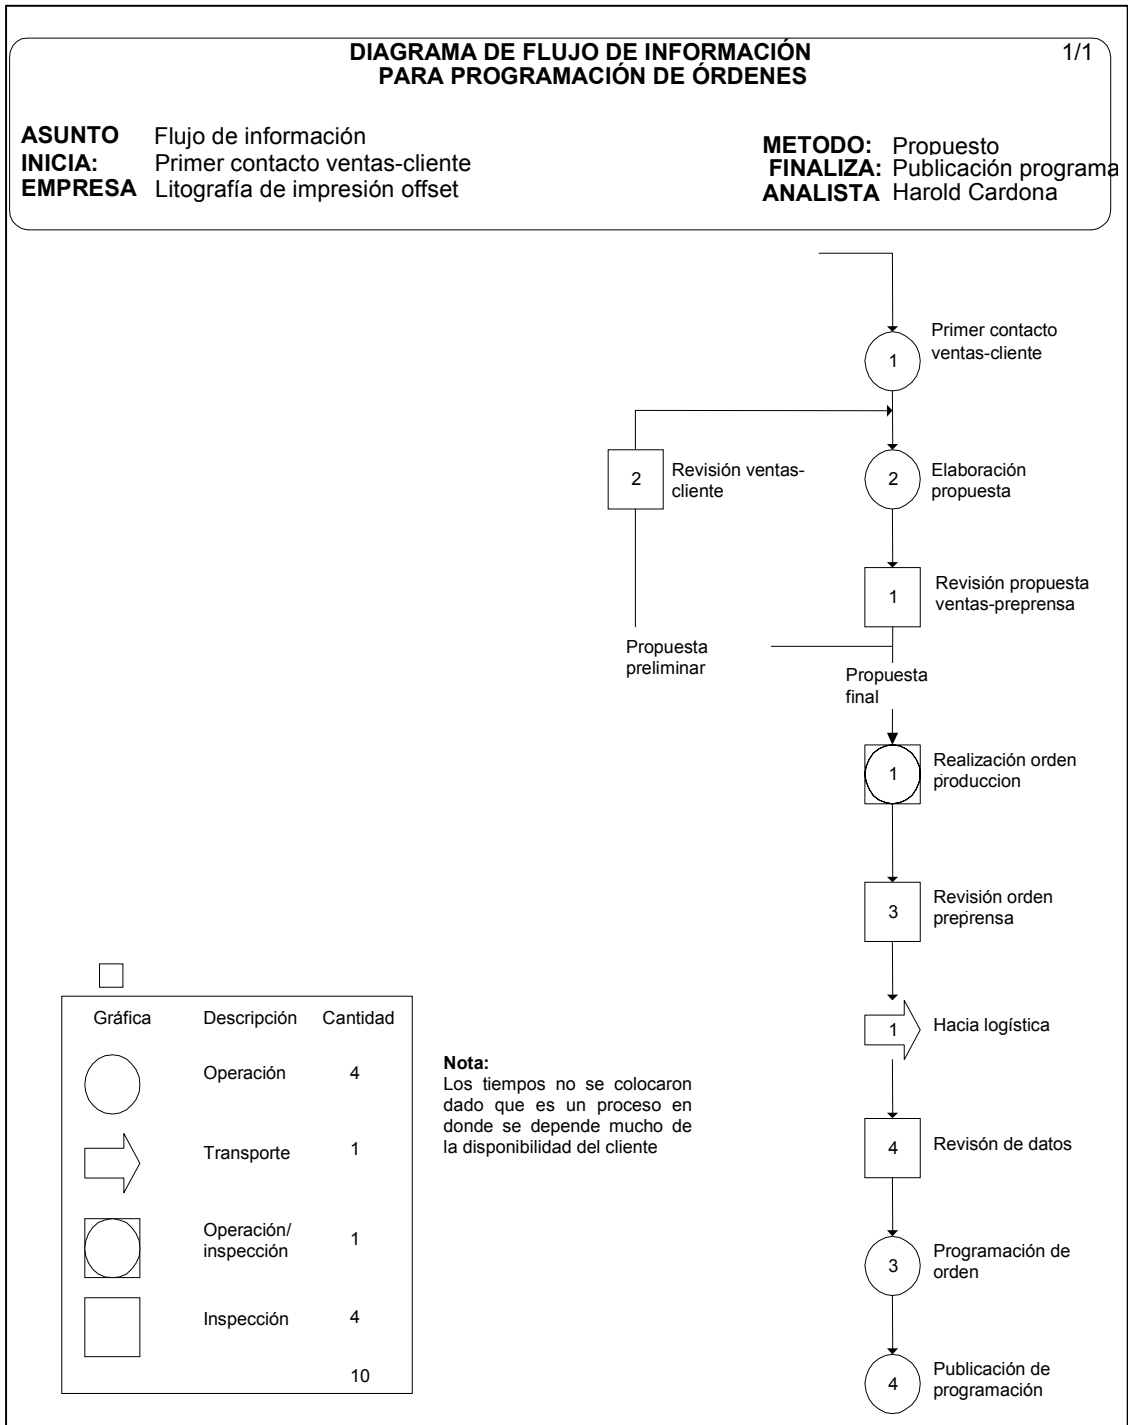 DIAGRAMA DE FLUJO DE INFORMACIÓN
1/1
PARA PROGRAMACIÓN DE ÓRDENES
ASUNTO Flujo de información
INICIA: Primer contacto ventas-cliente
EMPRESA Litografía de impresión offset
METODO: Propuesto
FINALIZA: Publicación programa
ANALISTA Harold Cardona
1
Primer contacto
ventas-cliente
2
Revisión ventas-
cliente
2
Elaboración
propuesta
1
Revisión propuesta
ventas-preprensa
Propuesta
preliminar
Propuesta
final
1
Realización orden
produccion
3
Revisión orden
preprensa
1
Hacia logística
4
Revisón de datos
3
Programación de
orden
4
Publicación de
programación
Gráfica Descripción Cantidad
Operación 4
Transporte 1
Operación/
inspección
1
Inspección 4
10
Nota:
Los tiempos no se colocaron
dado que es un proceso en
donde se depende mucho de
la disponibilidad del cliente